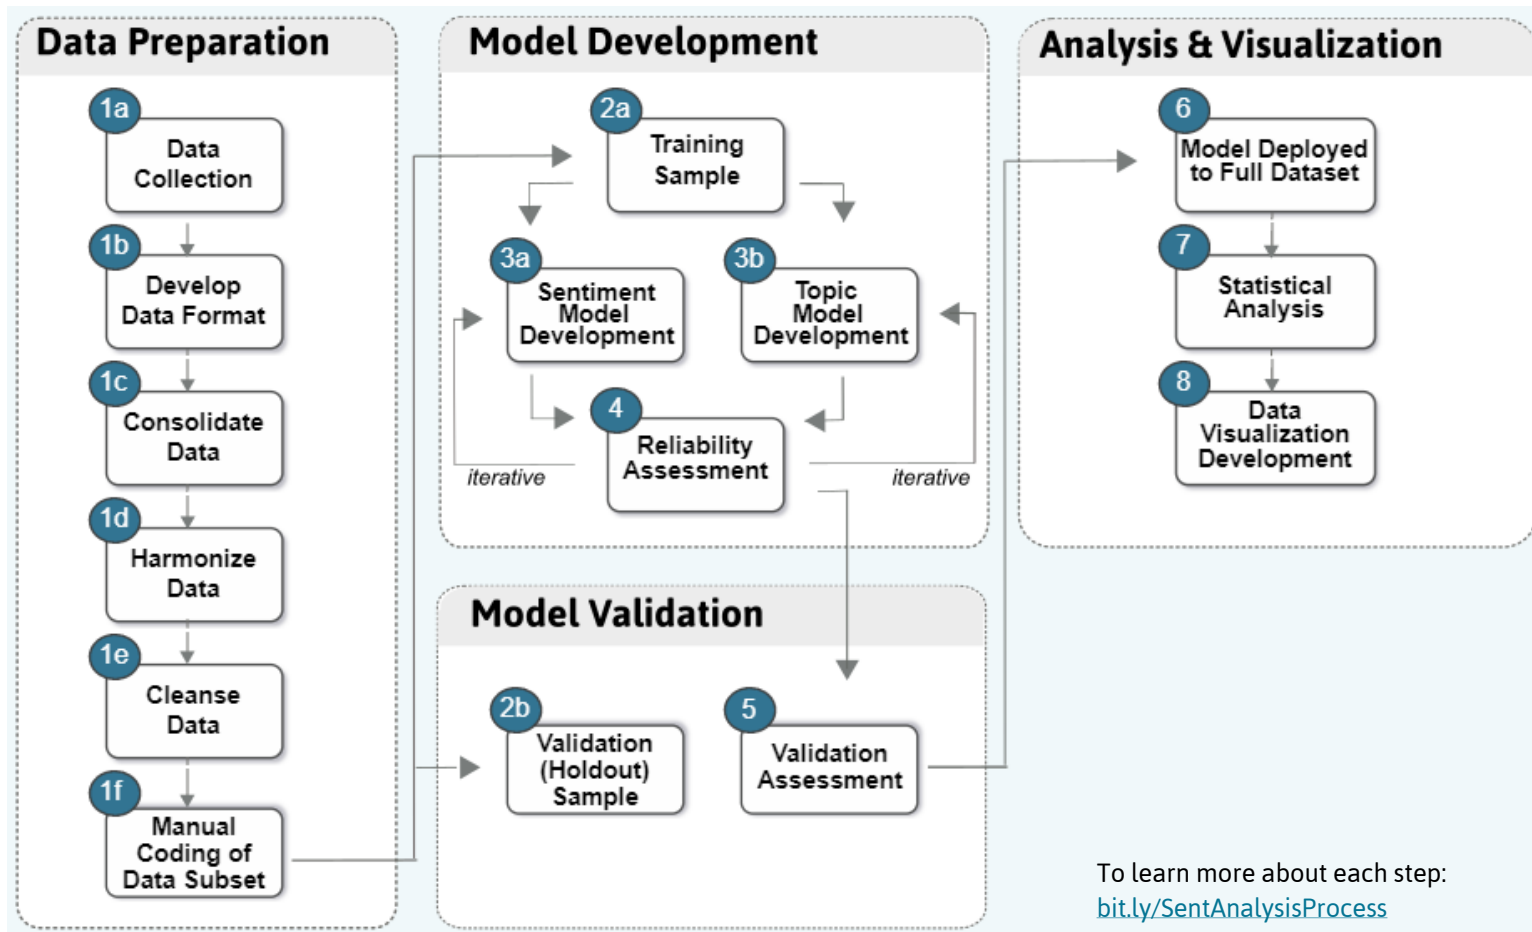 Data Preparation
1a
Data
Collection
1b
Develop
Data Format
1c
Consolidate
Data
1d
Harmonize
Data
1e
Cleanse
Data
1f
Manual
Coding of
Data Subset
Model Development
2a
Training
Sample
3a
Sentiment
Model
Development
3b
Topic
Model
Development
4
Reliability
Assessment
iterative
iterative
Model Validation
2b
Validation
(Holdout)
Sample
5
Validation
Assessment
Analysis & Visualization
6
Model Deployed
to Full Dataset
7
Statistical
Analysis
8
Data
Visualization
Development
To learn more about each step:
bit.ly/SentAnalysisProcess